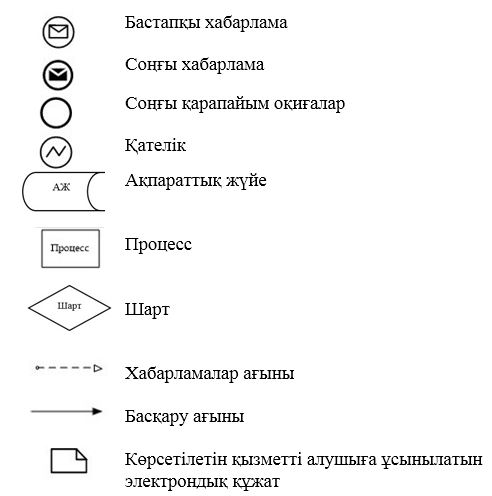 Бастапқы хабарлама
Соңғы хабарлама
Соңғы қарапайым оқиғалар
Қателік
АЖ
Ақпараттық жүйе
Процесс
Процесс
Шарт
Шарт
Хабарламалар ағыны
Басқару ағыны
Көрсетілетін қызметті алушыға ұсынылатын
электрондық құжат